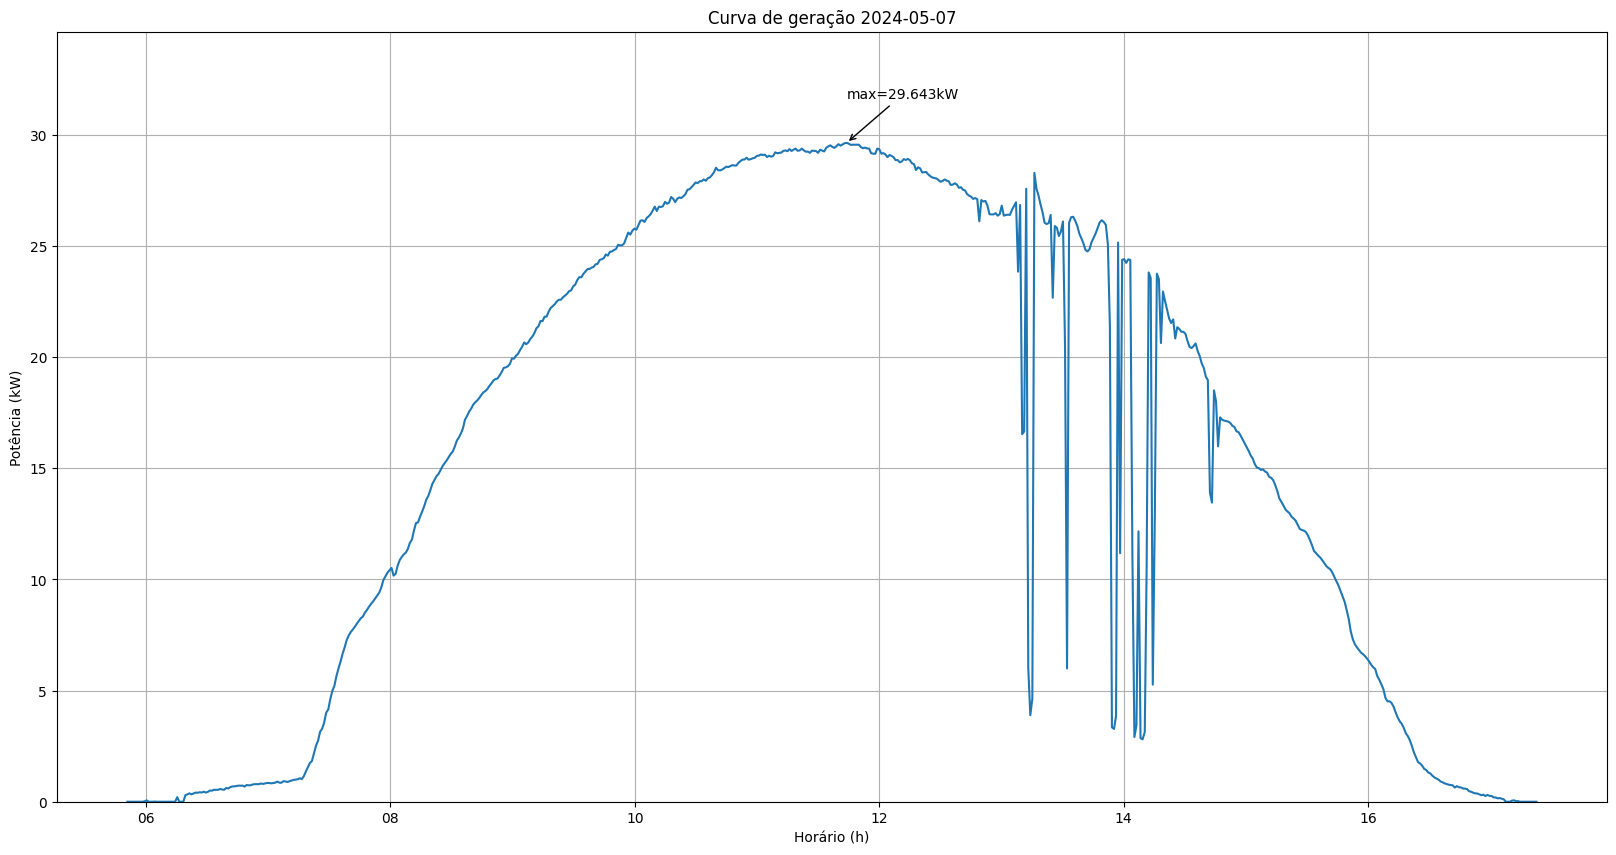 Curva de geração 2024-05-07
max=29.643kW
30
25
20
15
10
5
0
Potência (kW)
06 08 10 12 14 16
Horário (h)